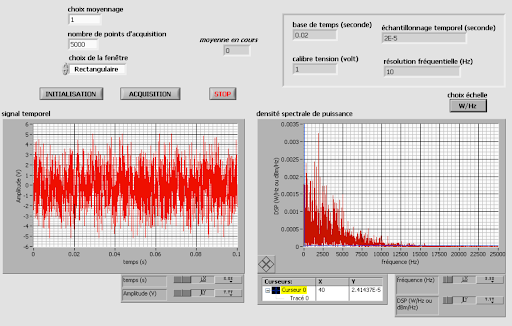 choix moyennage
1
nombre de points d'acquisition
5000
choix de la fenêtre
Rectangulaire
moyenne en cours
0
base de temps (seconde)
0.02
échantillonnage temporel (seconde)
2E-5
calibre tension (volt)
1
résolution fréquentielle (Hz)
10
INITIALISATION
ACQUISITION
STOP
choix échelle
W/Hz
signal temporel
Amplitude (V)
6
5
4
3
2
1
0
-1
-2
-3
-4
-5
-6
0
0.02
0.04
0.06
0.08
0.1
temps (s)
temps (s)
Amplitude (V)
densité spectrale de puissance
DSP (W/Hz ou dBm/Hz)
0.0035
0.003
0.0025
0.002
0.0015
0.001
0.0005
0
0
2500
5000
7500
10000
12500
15000
17500
20000
22500
25000
Fréquence (Hz)
Curseurs:
X
Y
Curseur 0
40
2.41437E-5
Tracé 0
fréquence (Hz)
DSP (W/Hz ou
dBm/Hz)